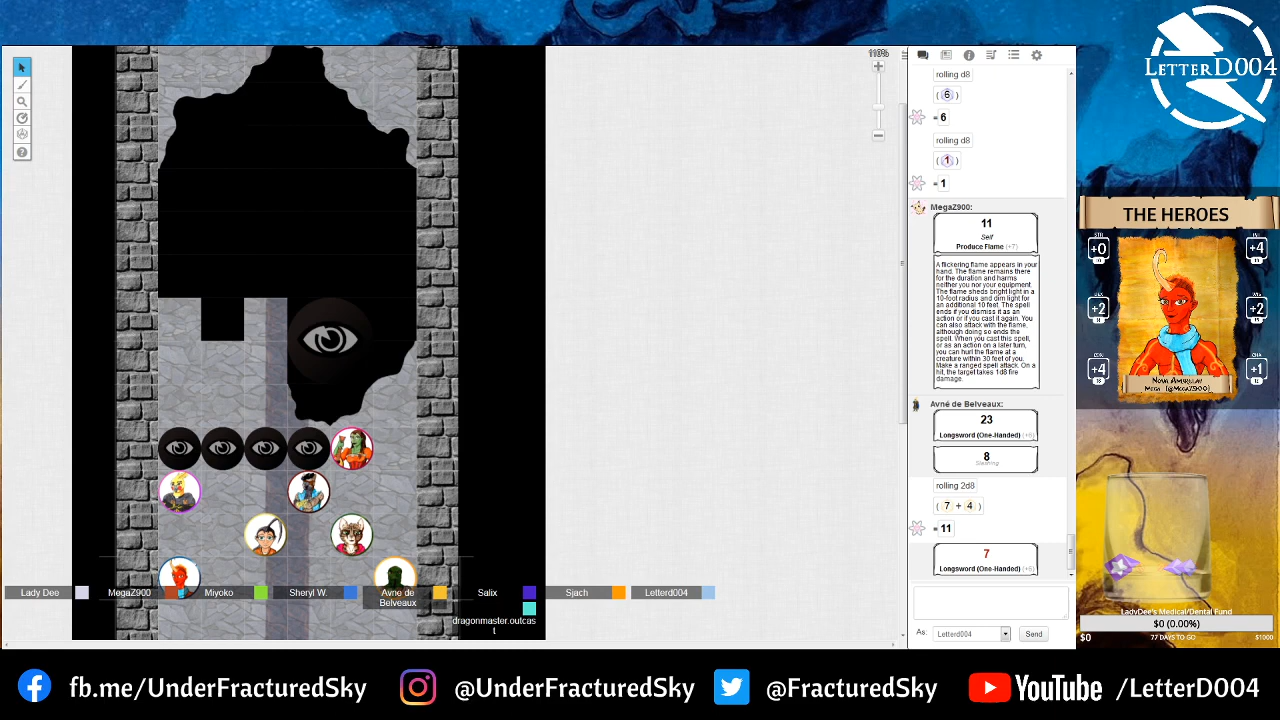 LETTERD004
110%
rolling d8
( 6 )
= 6
rolling d8
( 1 )
= 1
MegaZ900:
11
Self
Produce Flame (+7)
A flickering flame appears in your
hand. The flame remains there
for the duration and harms
neither you nor your equipment.
The flame sheds bright light in a
10-foot radius and dim light for
an additional 10 feet. The spell
ends if you dismiss it as an
action or if you cast it again. You
can also attack with the flame,
although doing so ends the
spell. When you cast this spell,
or as an action on a later turn,
you can hurl the flame at a
creature within 30 feet of you.
Make a ranged spell attack. On a
hit, the target takes 1d8 fire
damage.
Avné de Belveaux:
23
Longsword (One-Handed)
8
Slashing
rolling 2d8
( 7 + 4 )
= 11
7
Longsword (One-Handed)
As:
Letterd004
Send
Lady Dee
MegaZ900
Miyoko
Sheryl W.
Avne de
Belveaux
Salix
Sjach
Letterd004
dragonmaster.outcas
t
THE HEROES
STR
+0
10
+4
+2
+2
+4
CHA
+1
MEGA (@MEGAZ900)
LadyDee's Medical/Dental Fund
$0 (0.00%)
$0
77 DAYS TO GO
$1000
fb.me/UnderFracturedSky
@UnderFracturedSky
@FracturedSky
YouTube /LetterD004